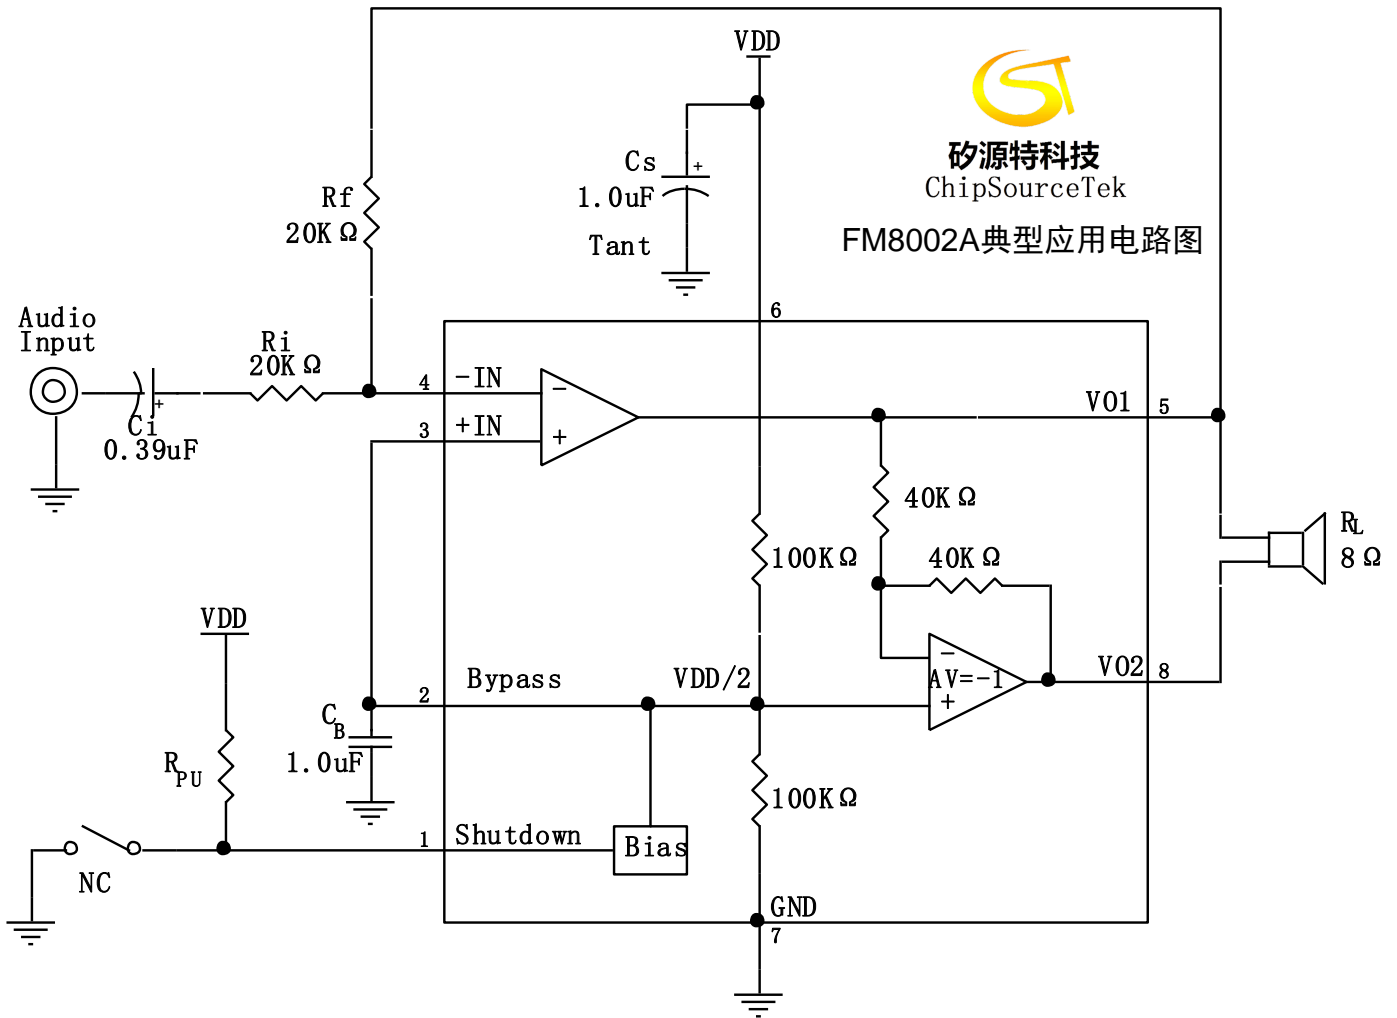 VDD
矽源特科技
ChipSourceTek
FM8002A典型应用电路图
Cs
+
1.0uF
Tant
Rf
20KΩ
6
Audio
Input
Ri
20KΩ
4
-IN
−
VO1
5
+
Ci
0.39uF
3
+IN
+
40KΩ
RL
8Ω
100KΩ
40KΩ
VDD
Bypass
VDD/2
−
VO2
8
AV=-1
+
2
CB
1.0uF
RPU
100KΩ
1
Shutdown
Bias
NC
GND
7